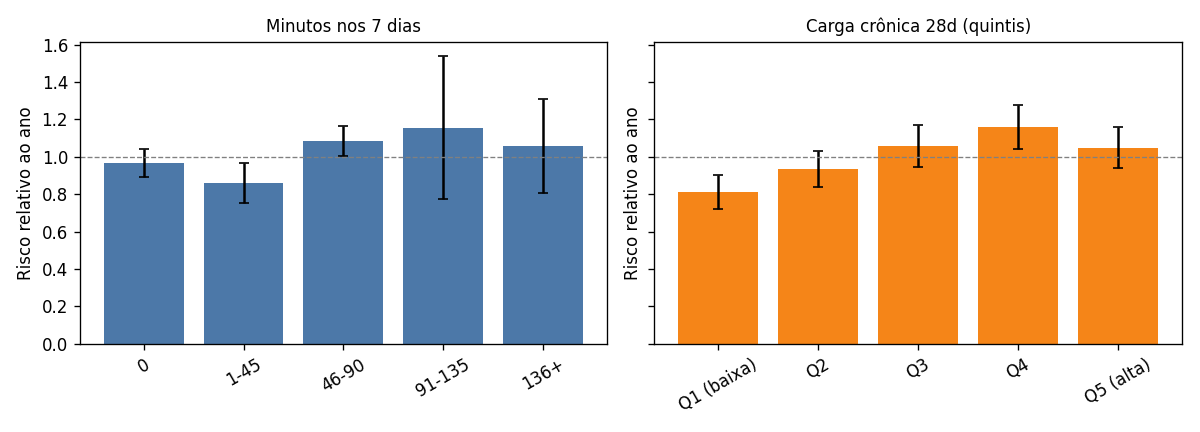 Minutos nos 7 dias
Risco relativo ao ano
1.6
1.4
1.2
1.0
0.8
0.6
0.4
0.2
0.0
0
1-45
46-90
91-135
136+
Carga crônica 28d (quintis)
Risco relativo ao ano
Q1 (baixa)
Q2
Q3
Q4
Q5 (alta)